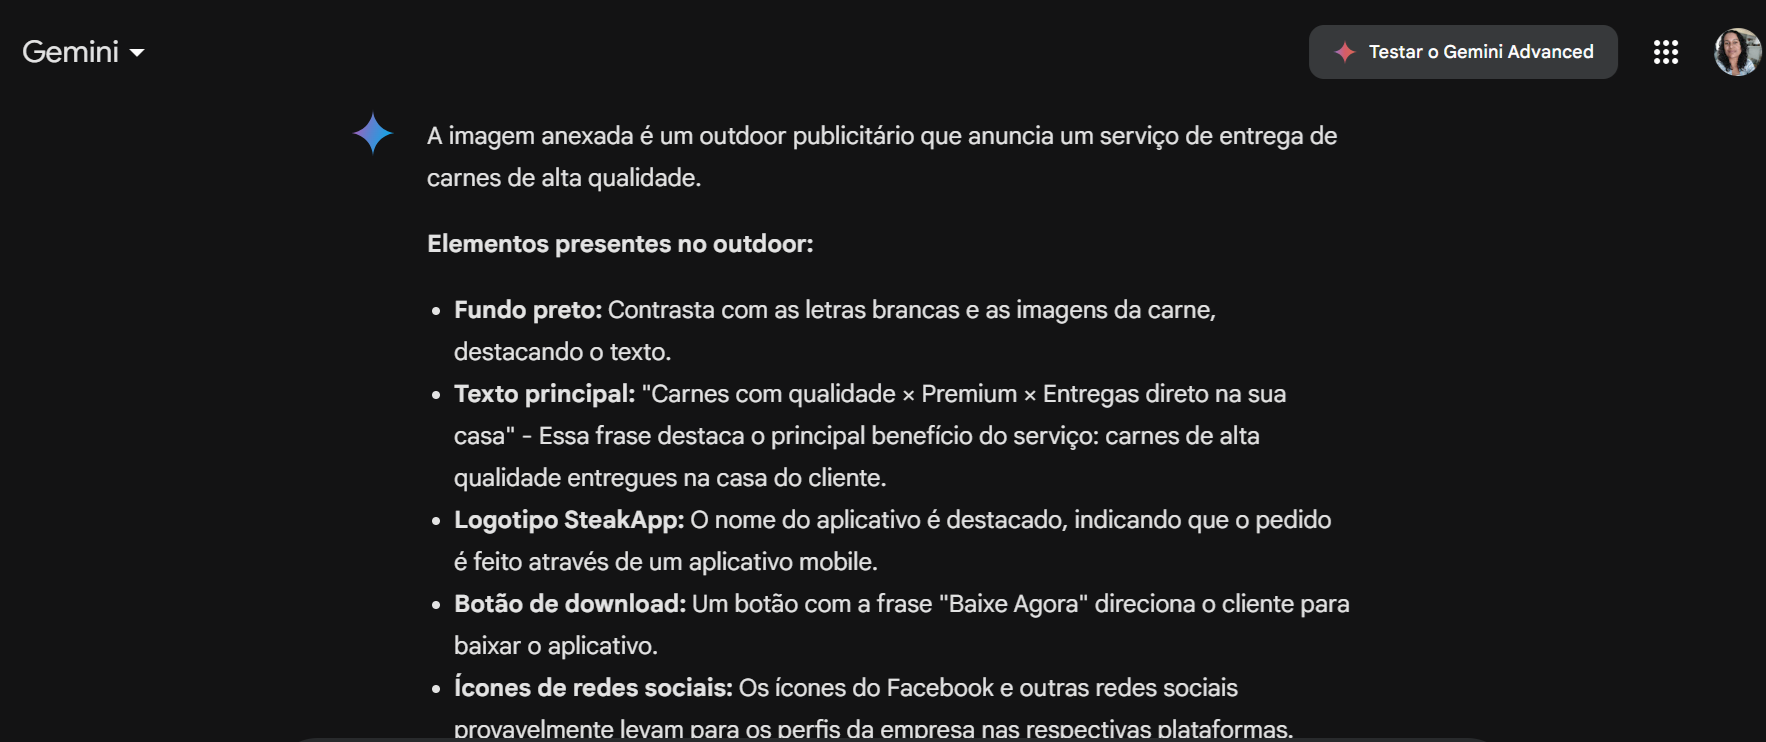 Gemini
Testar o Gemini Advanced
A imagem anexada é um outdoor publicitário que anuncia um serviço de entrega de
carnes de alta qualidade.
Elementos presentes no outdoor:
• Fundo preto: Contrasta com as letras brancas e as imagens da carne,
destacando o texto.
• Texto principal: "Carnes com qualidade × Premium × Entregas direto na sua
casa" - Essa frase destaca o principal benefício do serviço: carnes de alta
qualidade entregues na casa do cliente.
• Logotipo SteakApp: O nome do aplicativo é destacado, indicando que o pedido
é feito através de um aplicativo mobile.
• Botão de download: Um botão com a frase "Baixe Agora" direciona o cliente para
baixar o aplicativo.
• Ícones de redes sociais: Os ícones do Facebook e outras redes sociais
provavelmente levam para os perfis da empresa nas respectivas plataformas.